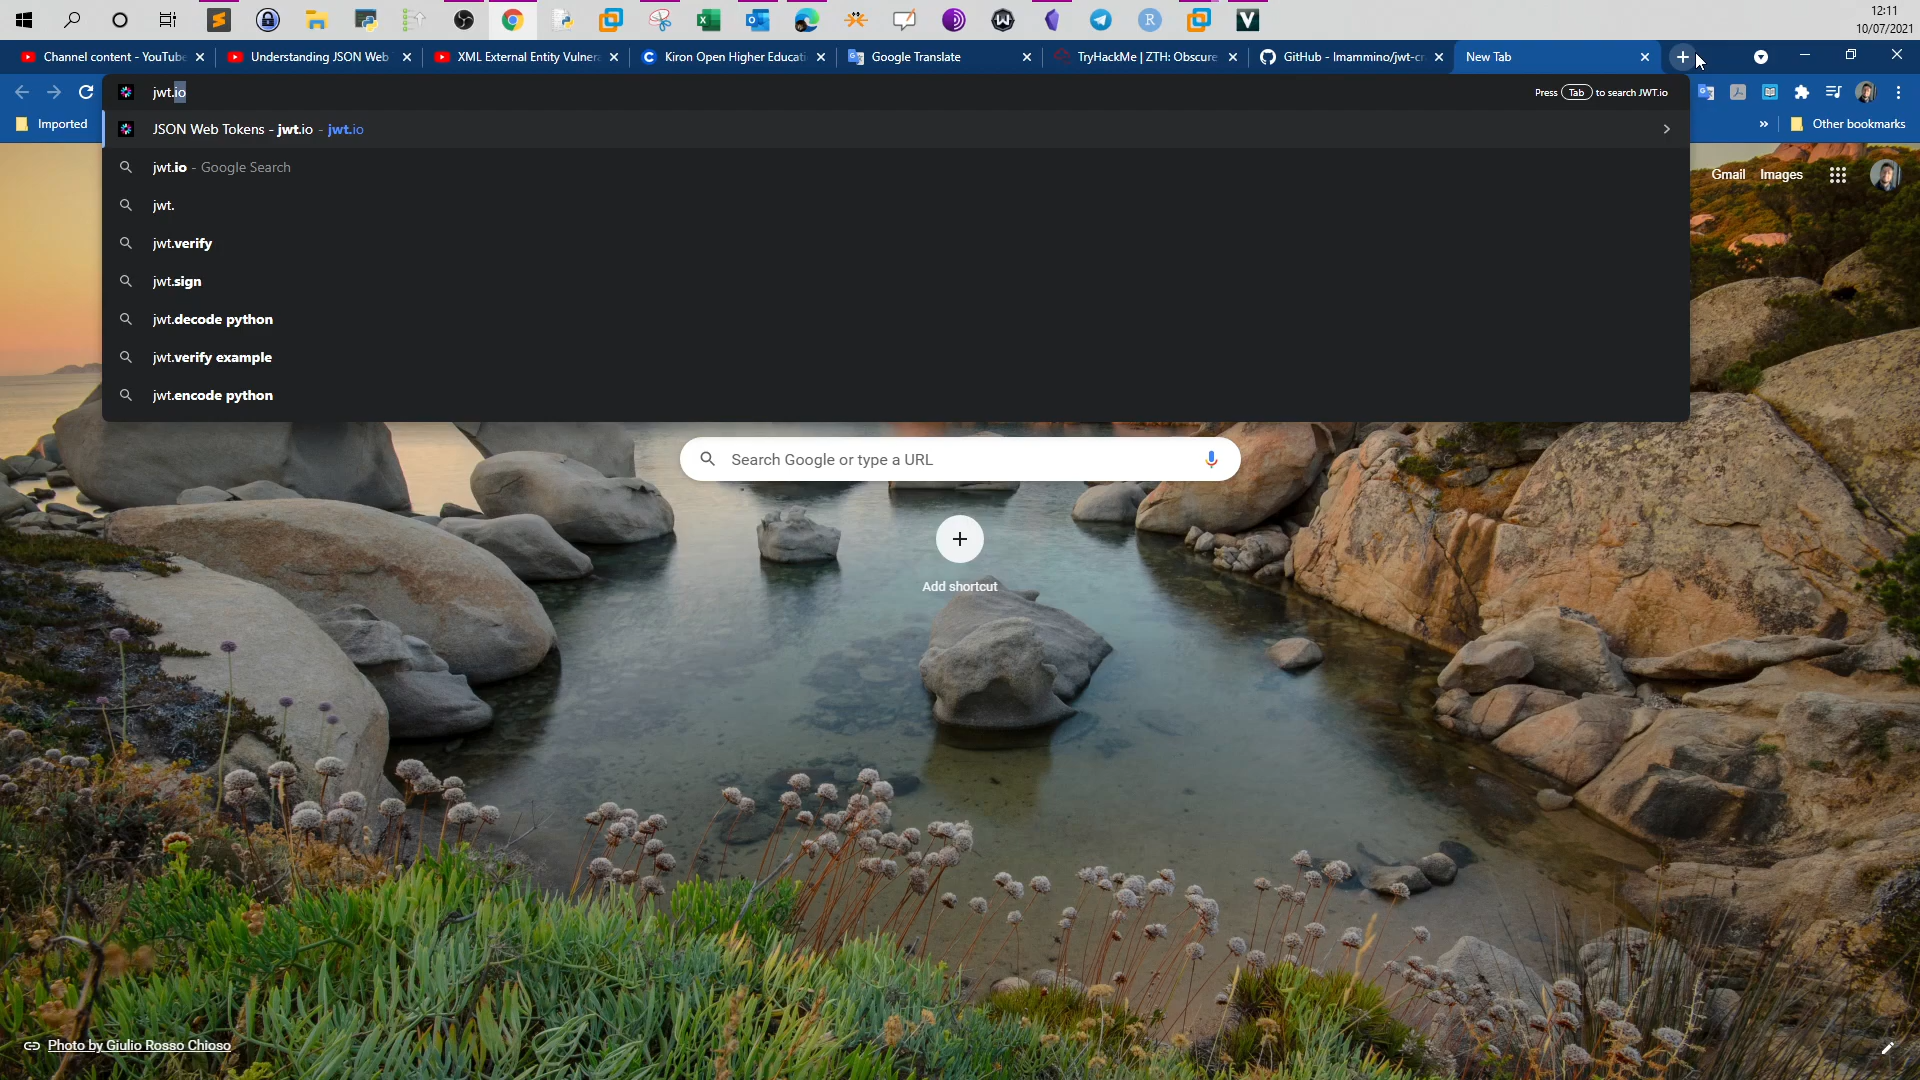 12:11
10/07/2021
Channel content - YouTube
Understanding JSON Web
XML External Entity Vulnera
Kiron Open Higher Educati
Google Translate
TryHackMe | ZTH: Obscure
GitHub - lmammino/jwt-cr
New Tab
jwt.io
Press Tab to search JWT.io
Imported
JSON Web Tokens - jwt.io - jwt.io
» Other bookmarks
jwt.io - Google Search
Gmail Images
jwt.
jwt.verify
jwt.sign
jwt.decode python
jwt.verify example
jwt.encode python
Search Google or type a URL
Add shortcut
Photo by Giulio Rosso Chioso